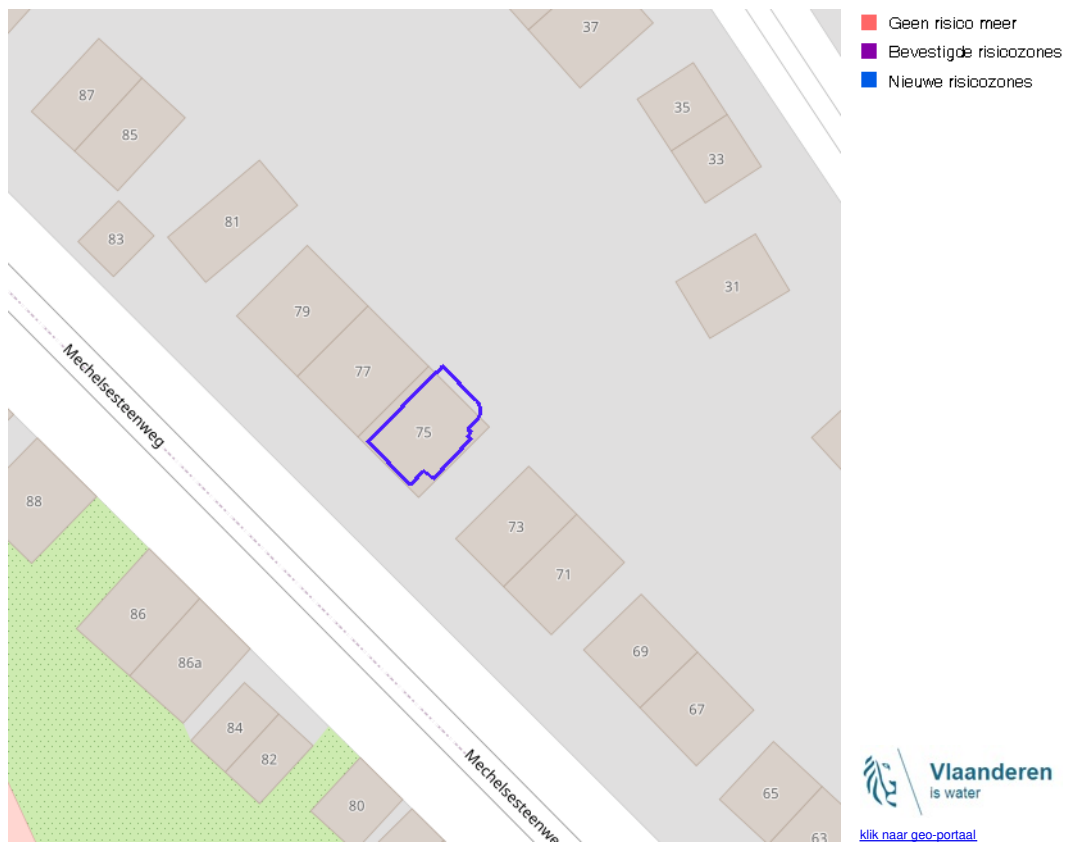 37
35
33
87
85
81
83
31
79
77
75
Mechelsesteenweg
88
73
71
86
86a
69
67
84
82
Mechelsesteenwe
80
65
63
Geen risico meer
Bevestigde risicozones
Nieuwe risicozones
Vlaanderen
is water
klik naar geo-portaal